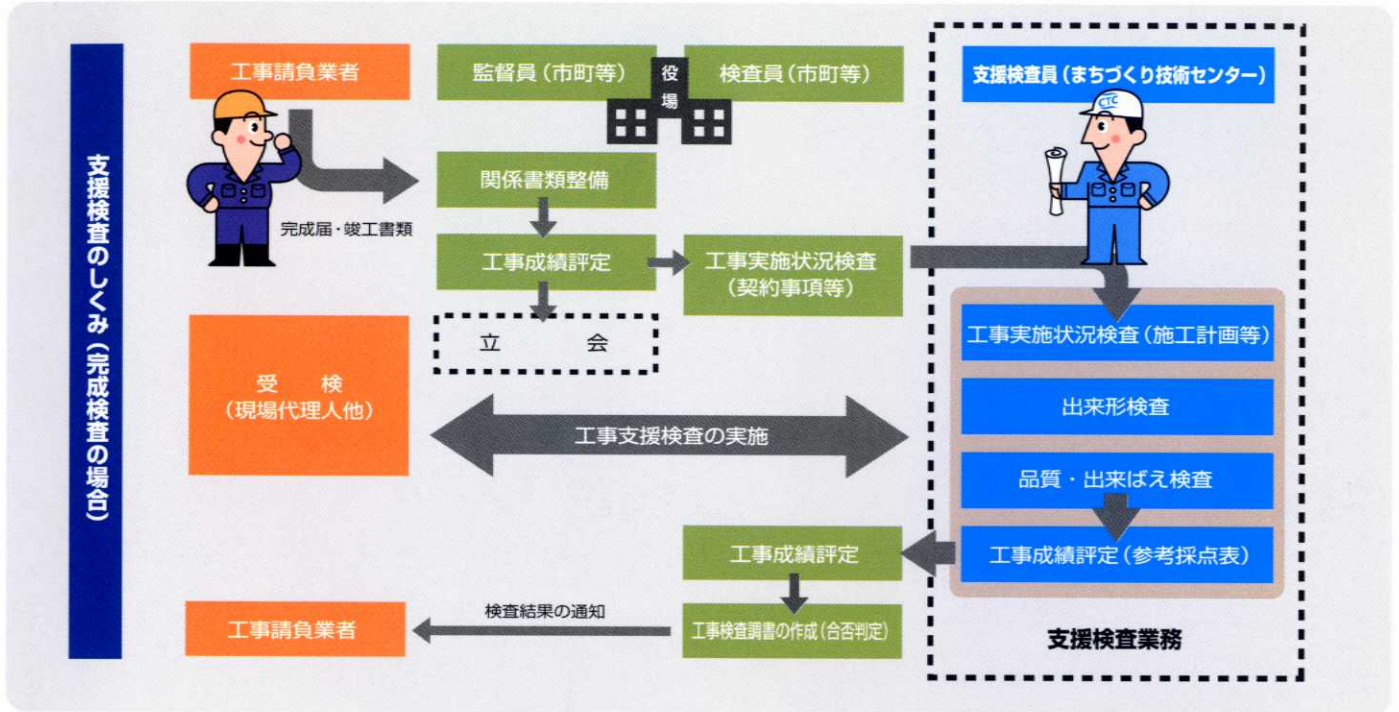 支援検査のしくみ（完成検査の場合）
工事請負業者
監督員（市町等）
役場
検査員（市町等）
支援検査員（まちづくり技術センター）
CTC
関係書類整備
完成届・竣工書類
工事成績評定
工事実施状況検査
（契約事項等）
立　会
工事実施状況検査（施工計画等）
受　検
（現場代理人他）
出来形検査
工事支援検査の実施
品質・出来ばえ検査
工事成績評定
工事成績評定（参考採点表）
工事請負業者
検査結果の通知
工事検査調書の作成（合否判定）
支援検査業務